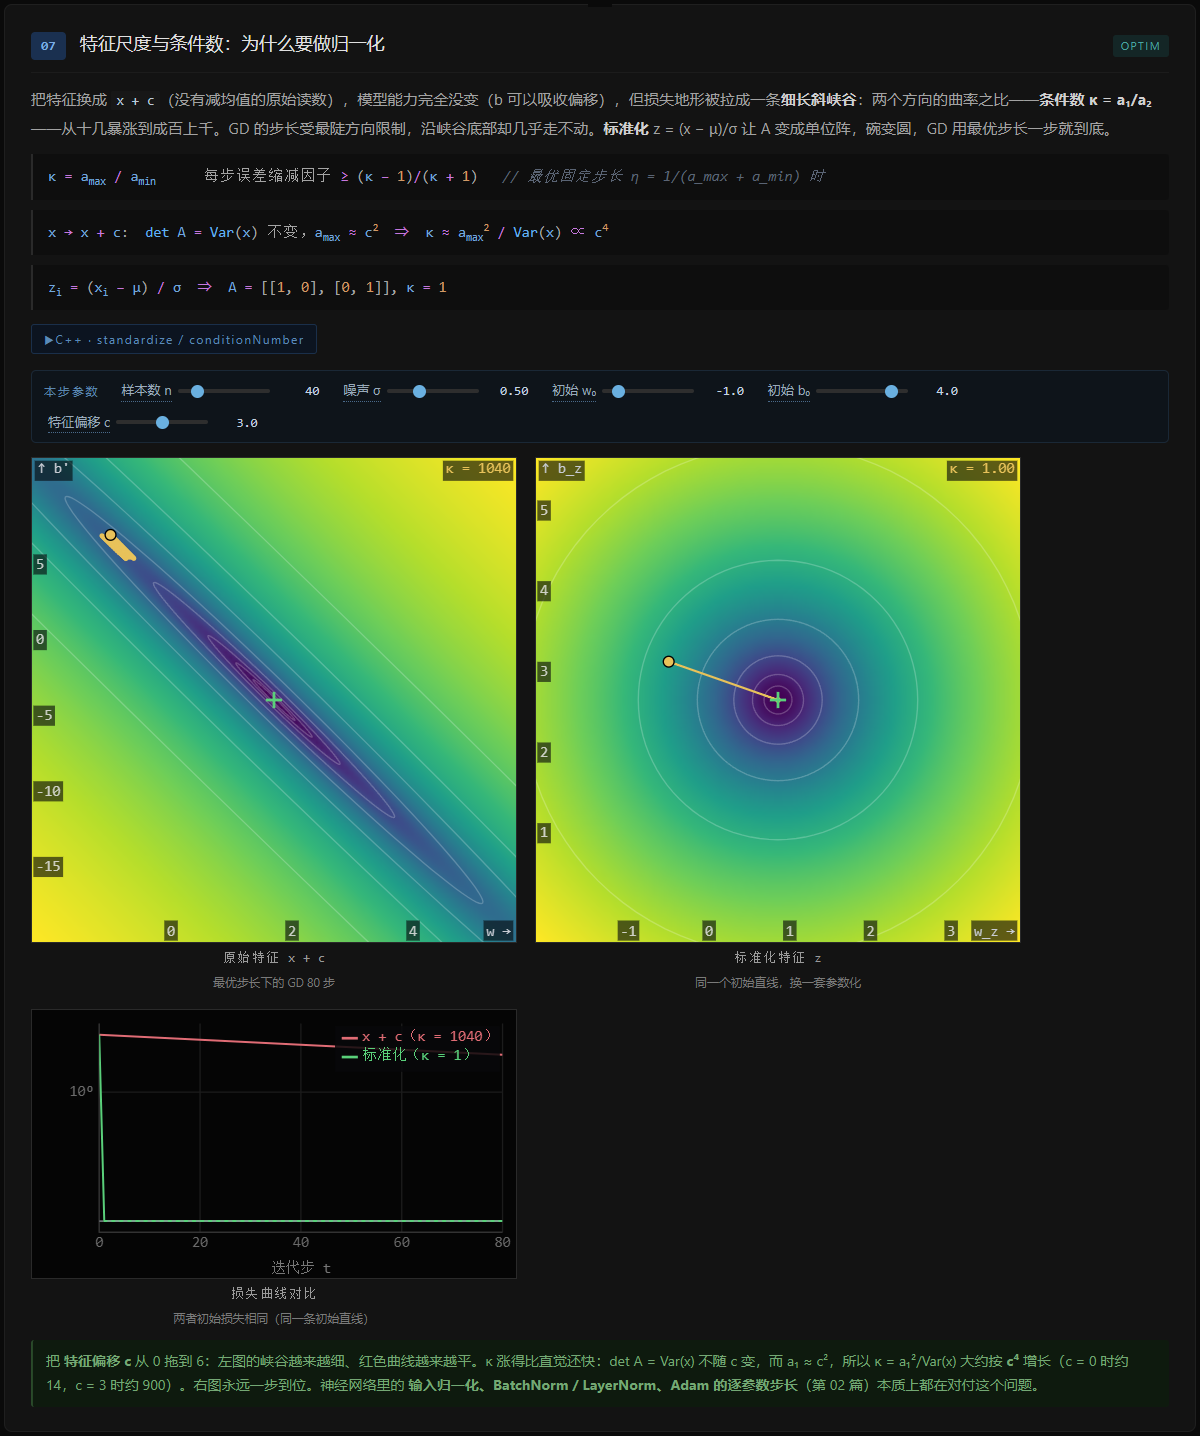 07 特征尺度与条件数：为什么要做归一化 OPTIM
把特征换成 x + c（没有减均值的原始读数），模型能力完全没变（b 可以吸收偏移），但损失地形被拉成一条细长斜峡谷：两个方向的曲率之比——条件数 κ = a₁/a₂
——从十几暴涨到成百上千。GD 的步长受最陡方向限制，沿峡谷底部却几乎走不动。标准化 z = (x − μ)/σ 让 A 变成单位阵，碗变圆，GD 用最优步长一步就到底。
κ = a_max / a_min 每步误差缩减因子 ≥ (κ − 1)/(κ + 1) // 最优固定步长 η = 1/(a_max + a_min) 时
x → x + c: det A = Var(x) 不变，a_max ≈ c² ⇒ κ ≈ a_max² / Var(x) ∝ c⁴
z_i = (x_i − μ) / σ ⇒ A = [[1, 0], [0, 1]], κ = 1
▶C++ · standardize / conditionNumber
本步参数 样本数 n 40 噪声 σ 0.50 初始 w₀ -1.0 初始 b₀ 4.0
特征偏移 c 3.0
↑ b' κ = 1040
5
0
-5
-10
-15
0 2 4 w →
原始特征 x + c
最优步长下的 GD 80 步
↑ b_z κ = 1.00
5
4
3
2
1
-1 0 1 2 3 w_z →
标准化特征 z
同一个初始直线，换一套参数化
x + c（κ = 1040）
标准化（κ = 1）
10⁰
0 20 40 60 80
迭代步 t
损失曲线对比
两者初始损失相同（同一条初始直线）
把 特征偏移 c 从 0 拖到 6：左图的峡谷越来越细、红色曲线越来越平。κ 涨得比直觉还快：det A = Var(x) 不随 c 变，而 a₁ ≈ c²，所以 κ = a₁²/Var(x) 大约按 c⁴ 增长（c = 0 时约
14，c = 3 时约 900）。右图永远一步到位。神经网络里的 输入归一化、BatchNorm / LayerNorm、Adam 的逐参数步长（第 02 篇）本质上都在对付这个问题。